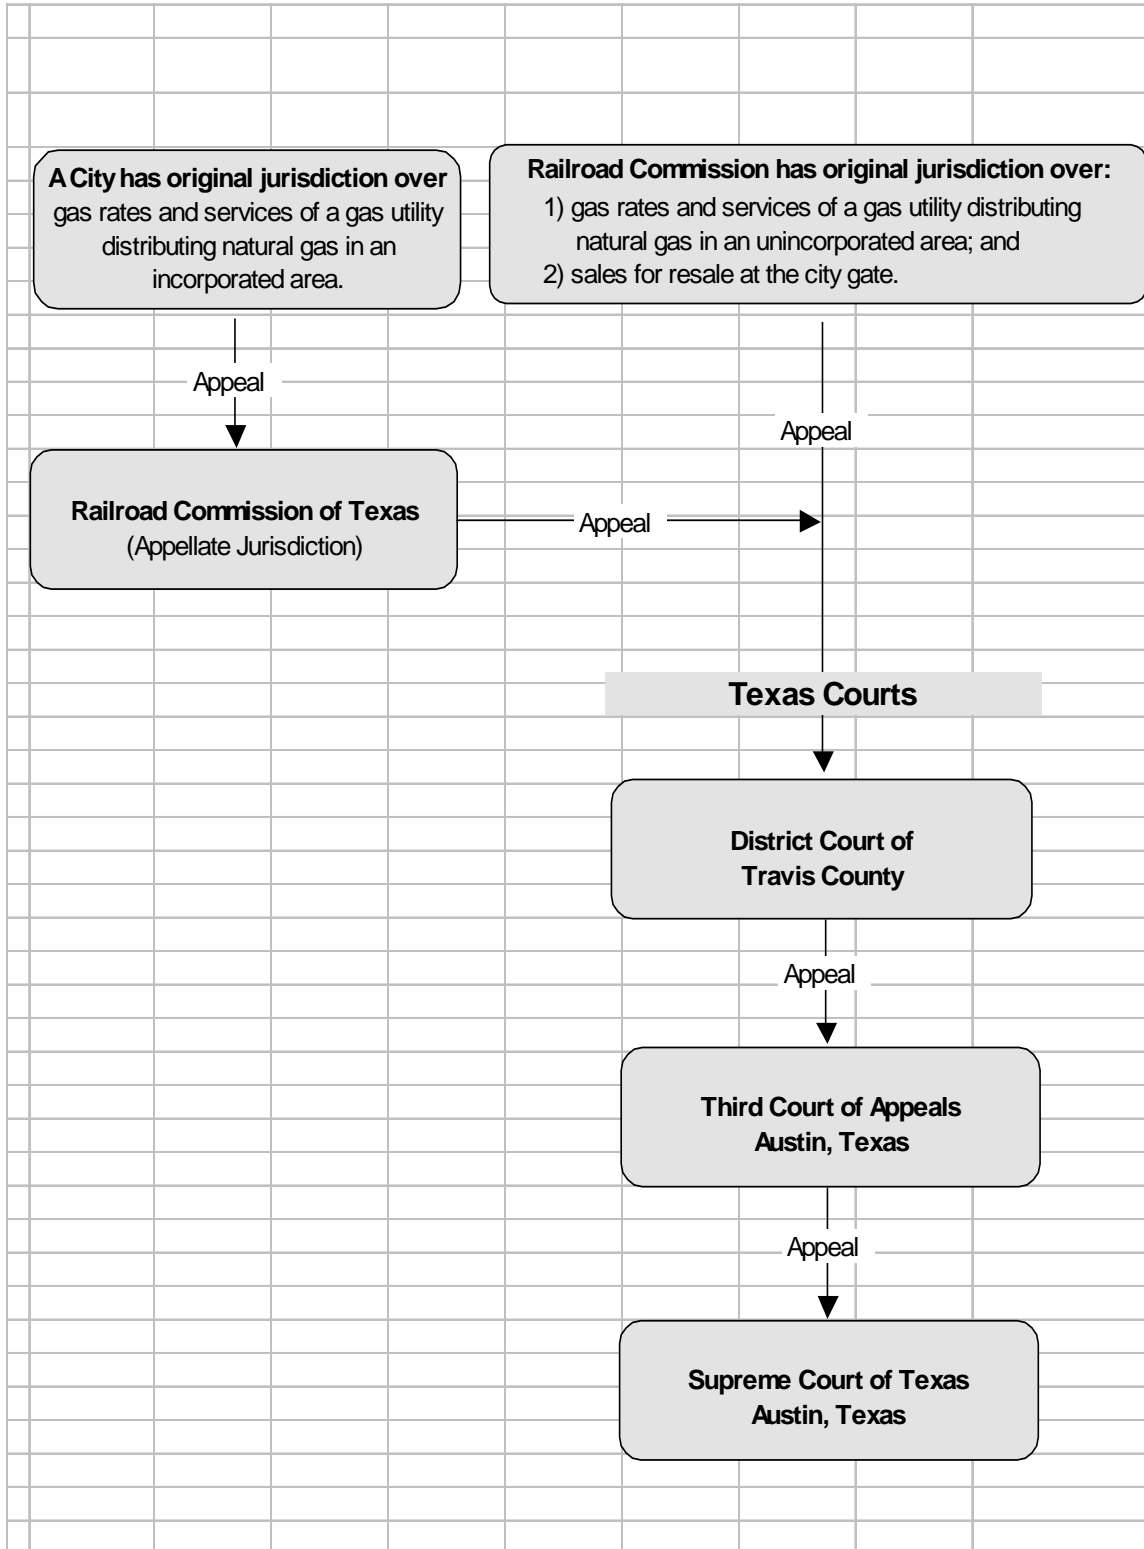 A City has original jurisdiction over
gas rates and services of a gas utility
distributing natural gas in an
incorporated area.
Railroad Commission has original jurisdiction over:
1) gas rates and services of a gas utility distributing
natural gas in an unincorporated area; and
2) sales for resale at the city gate.
Appeal
Appeal
Railroad Commission of Texas
(Appellate Jurisdiction)
Appeal
Texas Courts
District Court of
Travis County
Appeal
Third Court of Appeals
Austin, Texas
Appeal
Supreme Court of Texas
Austin, Texas